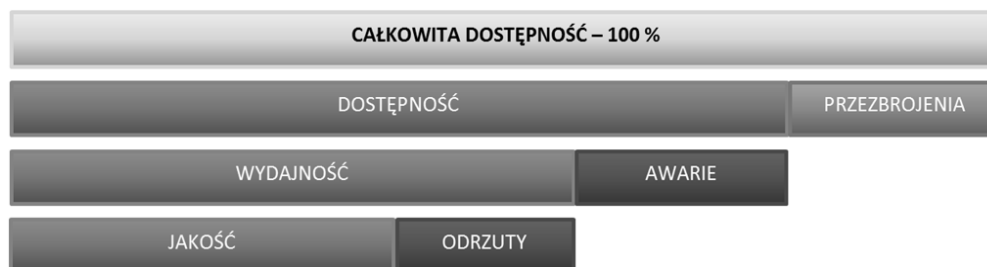 CAŁKOWITA DOSTĘPNOŚĆ – 100 %
DOSTĘPNOŚĆ PRZEZBROJENIA
WYDAJNOŚĆ AWARIE
JAKOŚĆ ODRZUTY